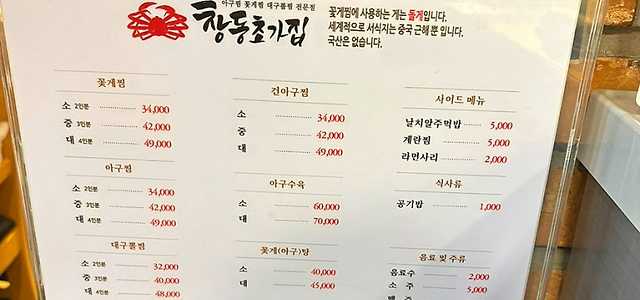 아구찜 꽃게찜 대구뽈찜 전문점
창동초가집
꽃게찜에 사용하는 게는 돌게입니다.
세계적으로 서식지는 중국 근해 뿐 입니다.
국산은 없습니다.
꽃게찜
소 2인분 34,000
중 3인분 42,000
대 4인분 49,000
아구찜
소 2인분 34,000
중 3인분 42,000
대 4인분 49,000
대구뽈찜
소 2인분 32,000
중 3인분 40,000
대 4인분 48,000
건아구찜
소 34,000
중 42,000
대 49,000
아구수육
소 60,000
대 70,000
꽃게(아구)탕
소 40,000
대 45,000
사이드 메뉴
날치알주먹밥 5,000
계란찜 5,000
라면사리 2,000
식사류
공기밥 1,000
음료 및 주류
음료수 2,000
소 주 5,000
맥 주